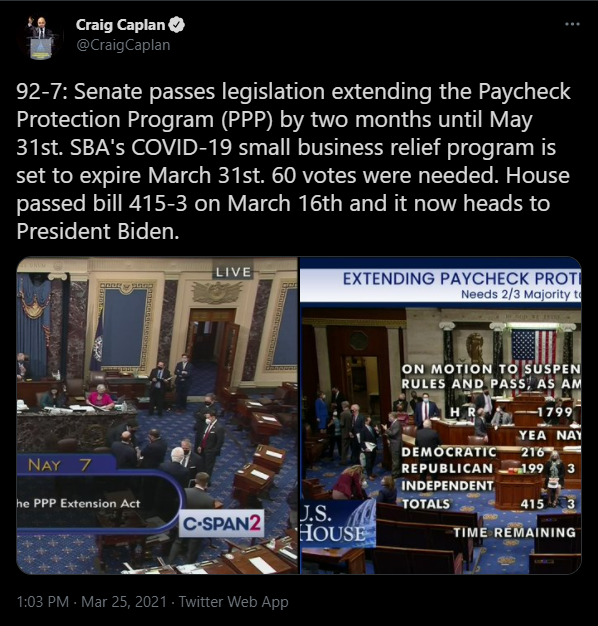 Craig Caplan
@CraigCaplan
92-7: Senate passes legislation extending the Paycheck
Protection Program (PPP) by two months until May
31st. SBA's COVID-19 small business relief program is
set to expire March 31st. 60 votes were needed. House
passed bill 415-3 on March 16th and it now heads to
President Biden.
LIVE
NAY 7
he PPP Extension Act
C-SPAN2
EXTENDING PAYCHECK PROTE
Needs 2/3 Majority to
ON MOTION TO SUSPEN
RULES AND PASS, AS AM
H R 1799
YEA NAY
DEMOCRATIC 216
REPUBLICAN 199 3
INDEPENDENT
TOTALS 415 3
U.S.
HOUSE
TIME REMAINING
1:03 PM · Mar 25, 2021 · Twitter Web App